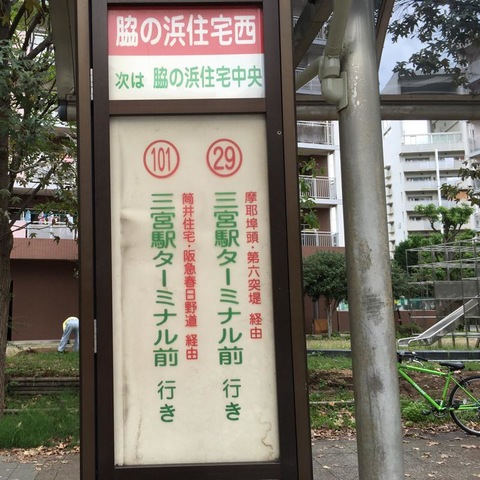 脇の浜住宅西
次は 脇の浜住宅中央
29
摩耶埠頭・第六突堤 経由
三宮駅ターミナル前 行き
101
筒井住宅・阪急春日野道 経由
三宮駅ターミナル前 行き